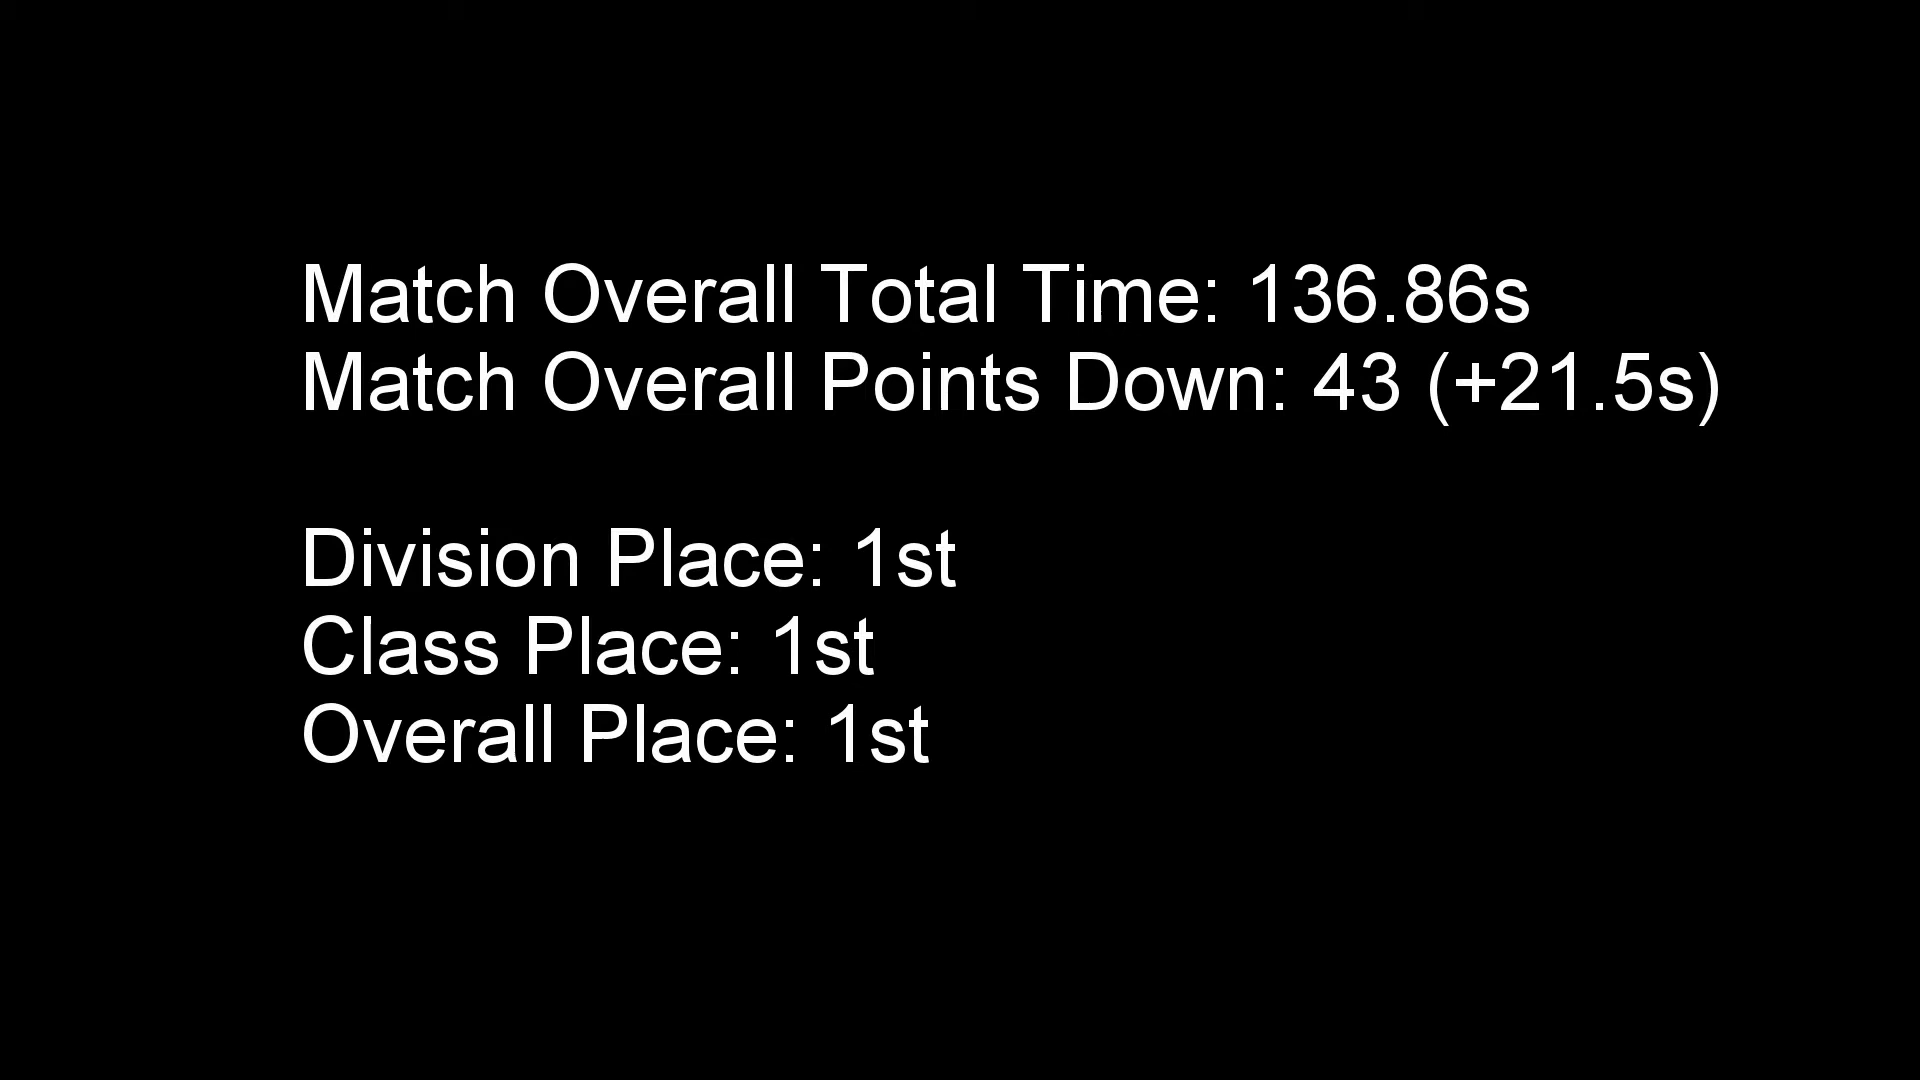 Match Overall Total Time: 136.86s
Match Overall Points Down: 43 (+21.5s)
Division Place: 1st
Class Place: 1st
Overall Place: 1st